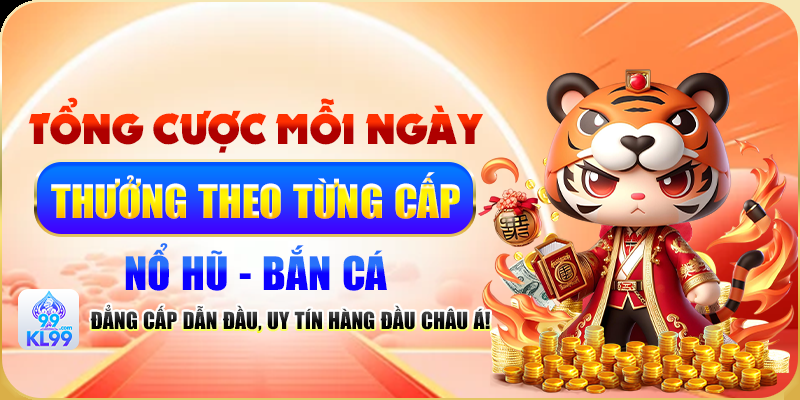 TỔNG CƯỢC MỖI NGÀY
THƯỞNG THEO TỪNG CẤP
NỔ HŨ - BẮN CÁ
99
.com
KL99
ĐẲNG CẤP DẪN ĐẦU, UY TÍN HÀNG ĐẦU CHÂU Á!